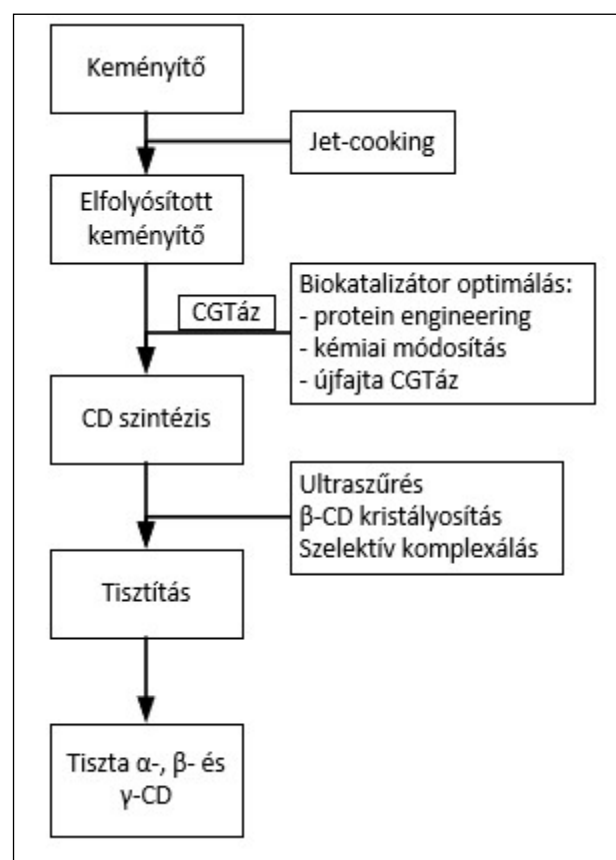 Keményítő
Jet-cooking
Elfolyósított
keményítő
CGTáz
Biokatalizátor optimálás:
- protein engineering
- kémiai módosítás
- újfajta CGTáz
CD szintézis
Ultraszűrés
β-CD kristályosítás
Szelektív komplexálás
Tisztítás
Tiszta α-, β- és
γ-CD